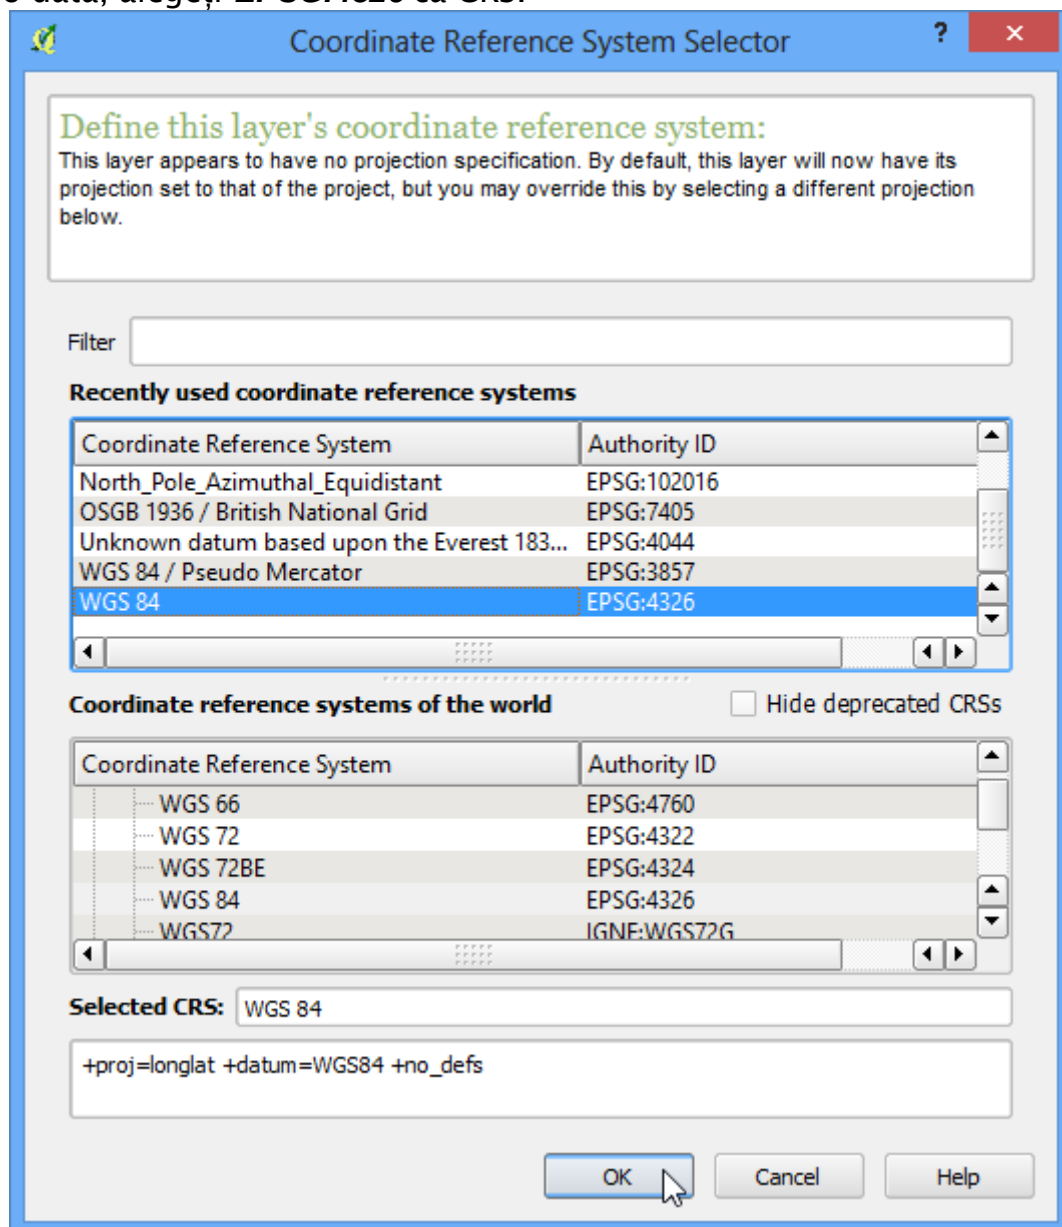 Coordinate Reference System Selector ?
Define this layer's coordinate reference system:
This layer appears to have no projection specification. By default, this layer will now have its
projection set to that of the project, but you may override this by selecting a different projection
below.
Filter
Recently used coordinate reference systems
Coordinate Reference System Authority ID
North_Pole_Azimuthal_Equidistant EPSG:102016
OSGB 1936 / British National Grid EPSG:7405
Unknown datum based upon the Everest 183... EPSG:4044
WGS 84 / Pseudo Mercator EPSG:3857
WGS 84 EPSG:4326
Coordinate reference systems of the world Hide deprecated CRSs
Coordinate Reference System Authority ID
WGS 66 EPSG:4760
WGS 72 EPSG:4322
WGS 72BE EPSG:4324
WGS 84 EPSG:4326
WGS72 IGNF:WGS72G
Selected CRS: WGS 84
+proj=longlat +datum=WGS84 +no_defs
OK Cancel Help